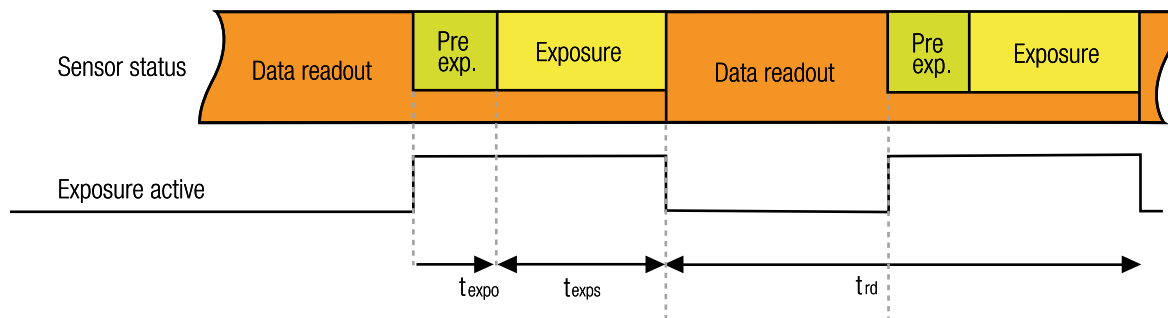 Sensor status
Data readout
Pre
exp.
Exposure
Data readout
Pre
exp.
Exposure
Exposure active
texpo
texps
trd